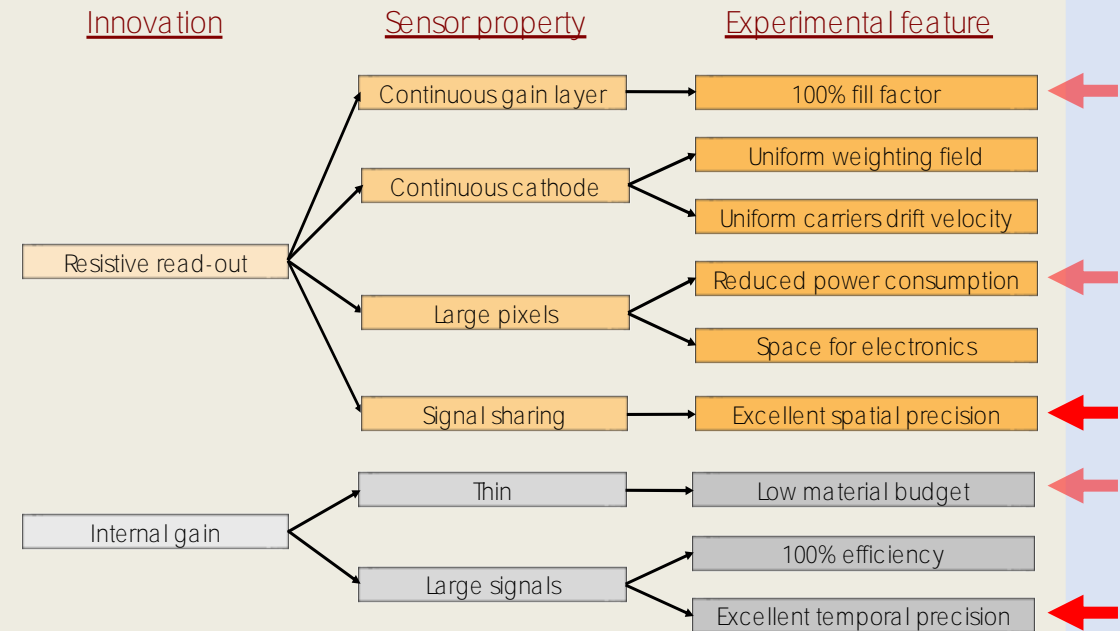 Innovation
Sensor property
Experimental feature
Continuous gain layer
100% fill factor
Uniform weighting field
Continuous cathode
Uniform carriers drift velocity
Resistive read-out
Reduced power consumption
Large pixels
Space for electronics
Signal sharing
Excellent spatial precision
Thin
Low material budget
Internal gain
100% efficiency
Large signals
Excellent temporal precision